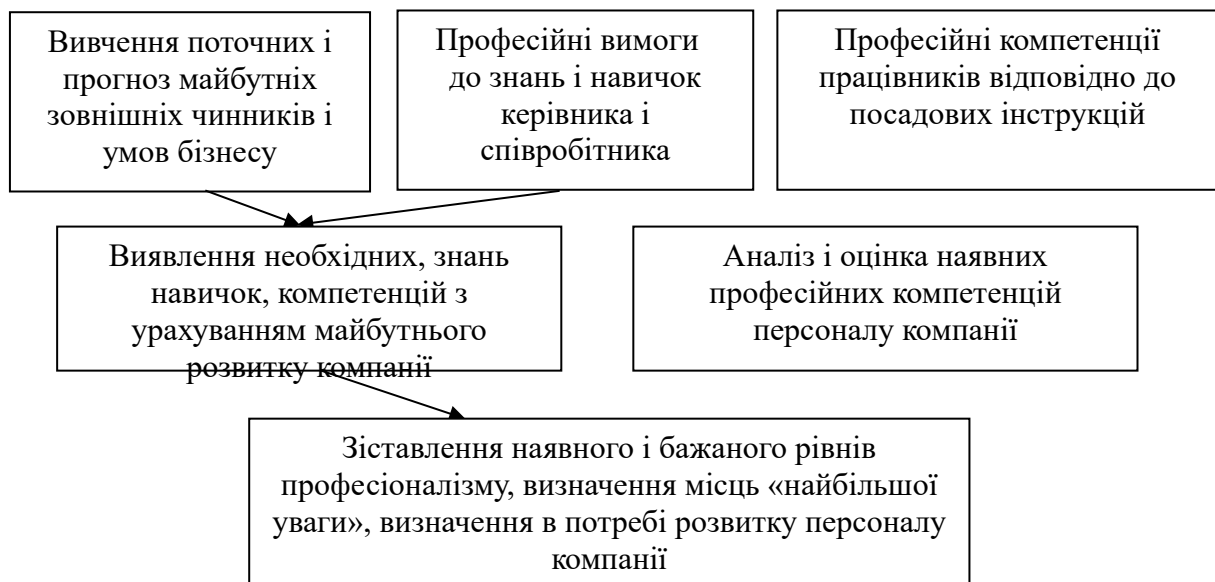 Вивчення поточних і
прогноз майбутніх
зовнішніх чинників і
умов бізнесу
Професійні вимоги
до знань і навичок
керівника і
співробітника
Професійні компетенції
працівників відповідно до
посадових інструкцій
Виявлення необхідних, знань
навичок, компетенцій з
урахуванням майбутнього
розвитку компанії
Аналіз і оцінка наявних
професійних компетенцій
персоналу компанії
Зіставлення наявного і бажаного рівнів
професіоналізму, визначення місць «найбільшої
уваги», визначення в потребі розвитку персоналу
компанії